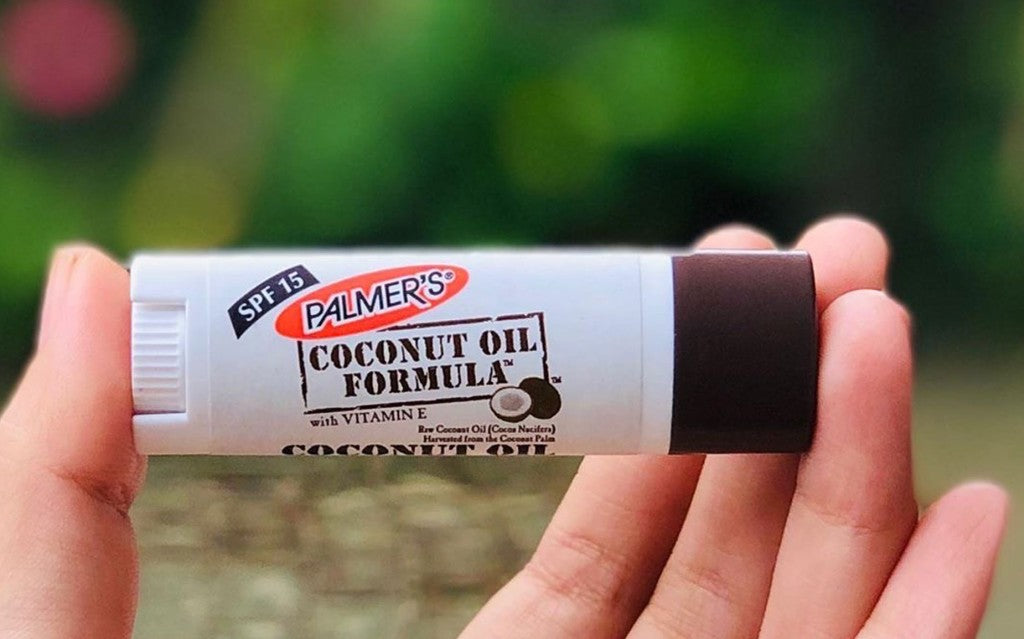 SPF 15
PALMER'S®
COCONUT OIL
FORMULA™
with VITAMIN E
Raw Coconut Oil (Cocos Nucifera)
Harvested from the Coconut Palm
COCONUT OIL